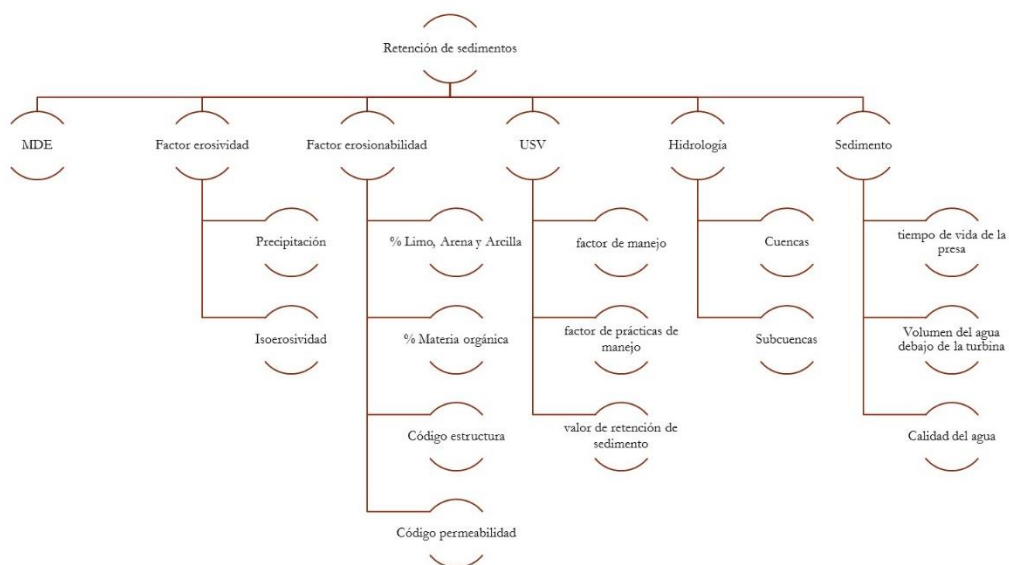 Retención de sedimentos
MDE
Factor erosividad
Factor erosionabilidad
USV
Hidrología
Sedimento
Precipitación
% Limo, Arena y Arcilla
factor de manejo
Cuencas
tiempo de vida de la
presa
Isoerosividad
% Materia orgánica
factor de prácticas de
manejo
Subcuencas
Volumen del agua
debajo de la turbina
Código estructura
valor de retención de
sedimento
Calidad del agua
Código permeabilidad